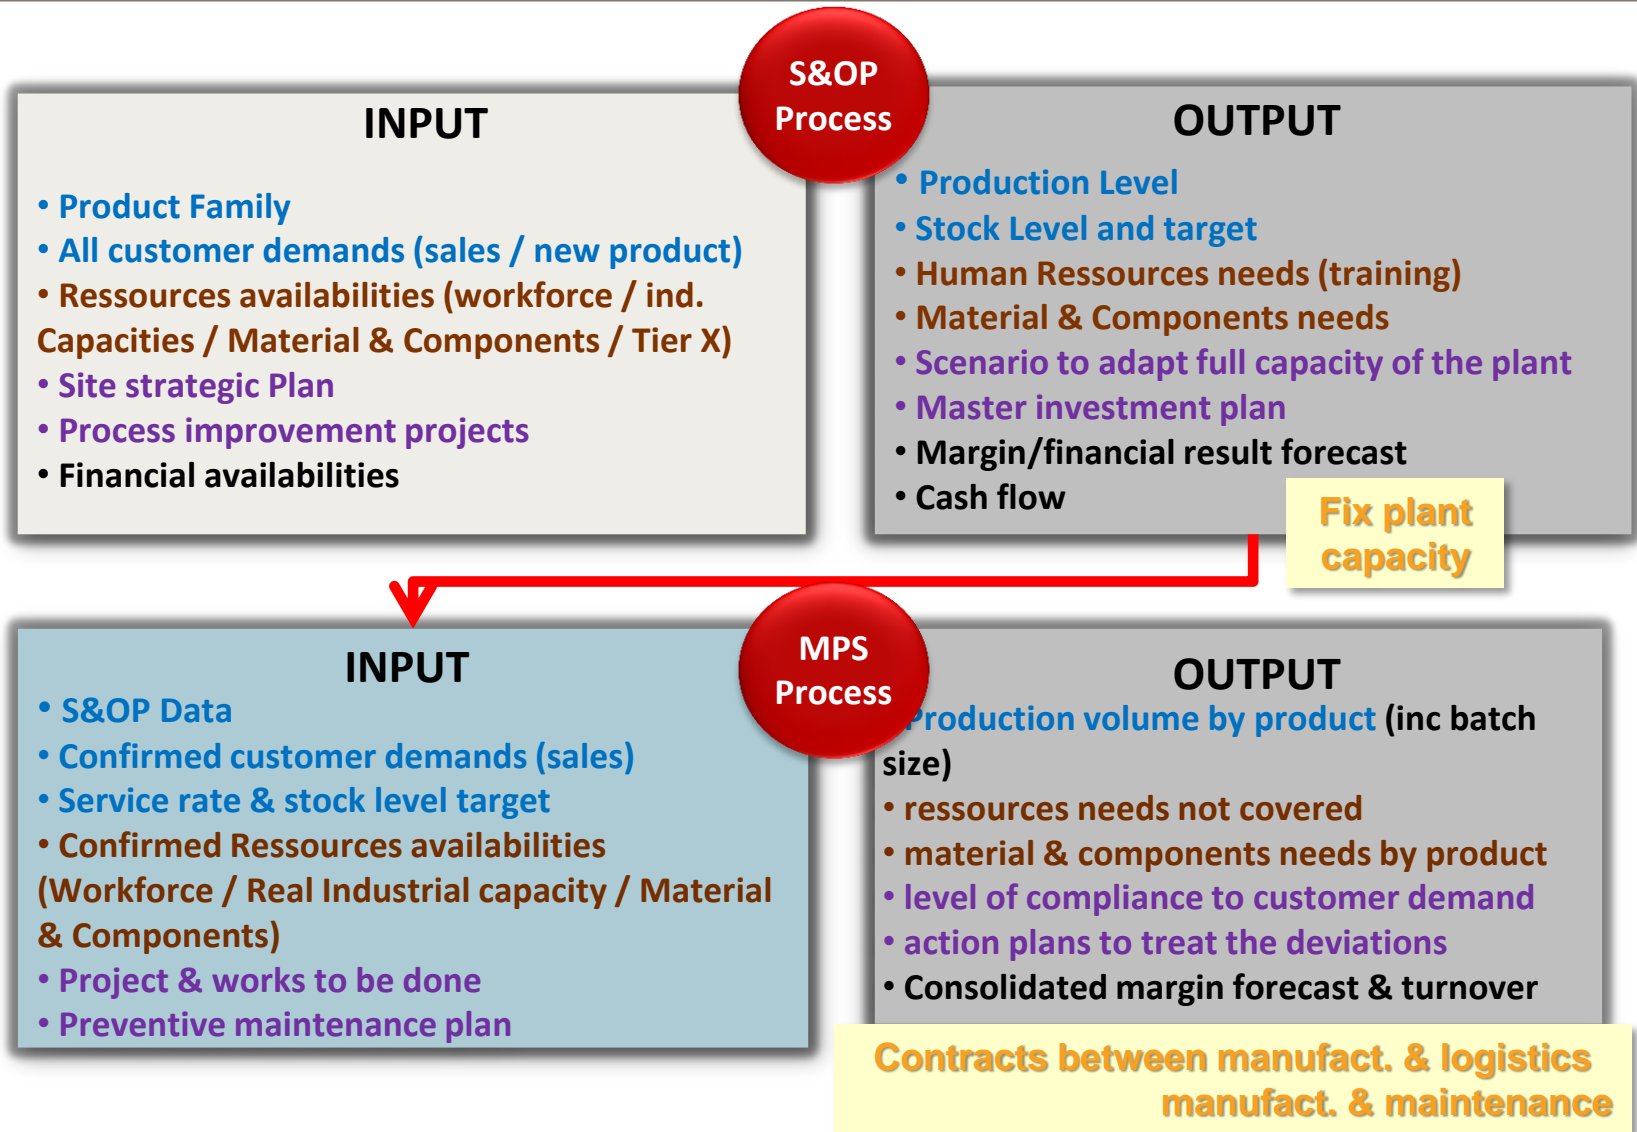 S&OP
Process
INPUT
• Product Family
• All customer demands (sales / new product)
• Ressources availabilities (workforce / ind.
Capacities / Material & Components / Tier X)
• Site strategic Plan
• Process improvement projects
• Financial availabilities
OUTPUT
• Production Level
• Stock Level and target
• Human Ressources needs (training)
• Material & Components needs
• Scenario to adapt full capacity of the plant
• Master investment plan
• Margin/financial result forecast
• Cash flow
Fix plant
capacity
MPS
Process
INPUT
• S&OP Data
• Confirmed customer demands (sales)
• Service rate & stock level target
• Confirmed Ressources availabilities
(Workforce / Real Industrial capacity / Material
& Components)
• Project & works to be done
• Preventive maintenance plan
OUTPUT
Production volume by product (inc batch
size)
• ressources needs not covered
• material & components needs by product
• level of compliance to customer demand
• action plans to treat the deviations
• Consolidated margin forecast & turnover
Contracts between manufact. & logistics
manufact. & maintenance